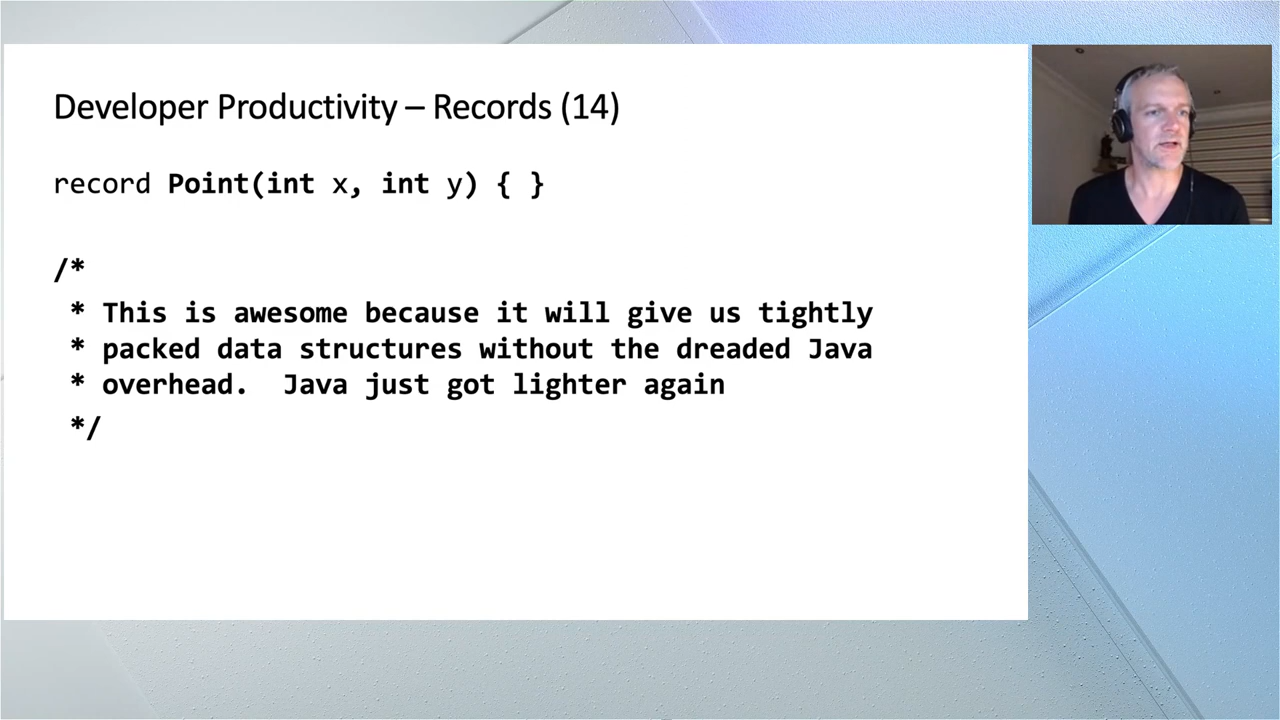 Developer Productivity – Records (14)
record Point(int x, int y) { }
/*
* This is awesome because it will give us tightly
* packed data structures without the dreaded Java
* overhead.  Java just got lighter again
*/